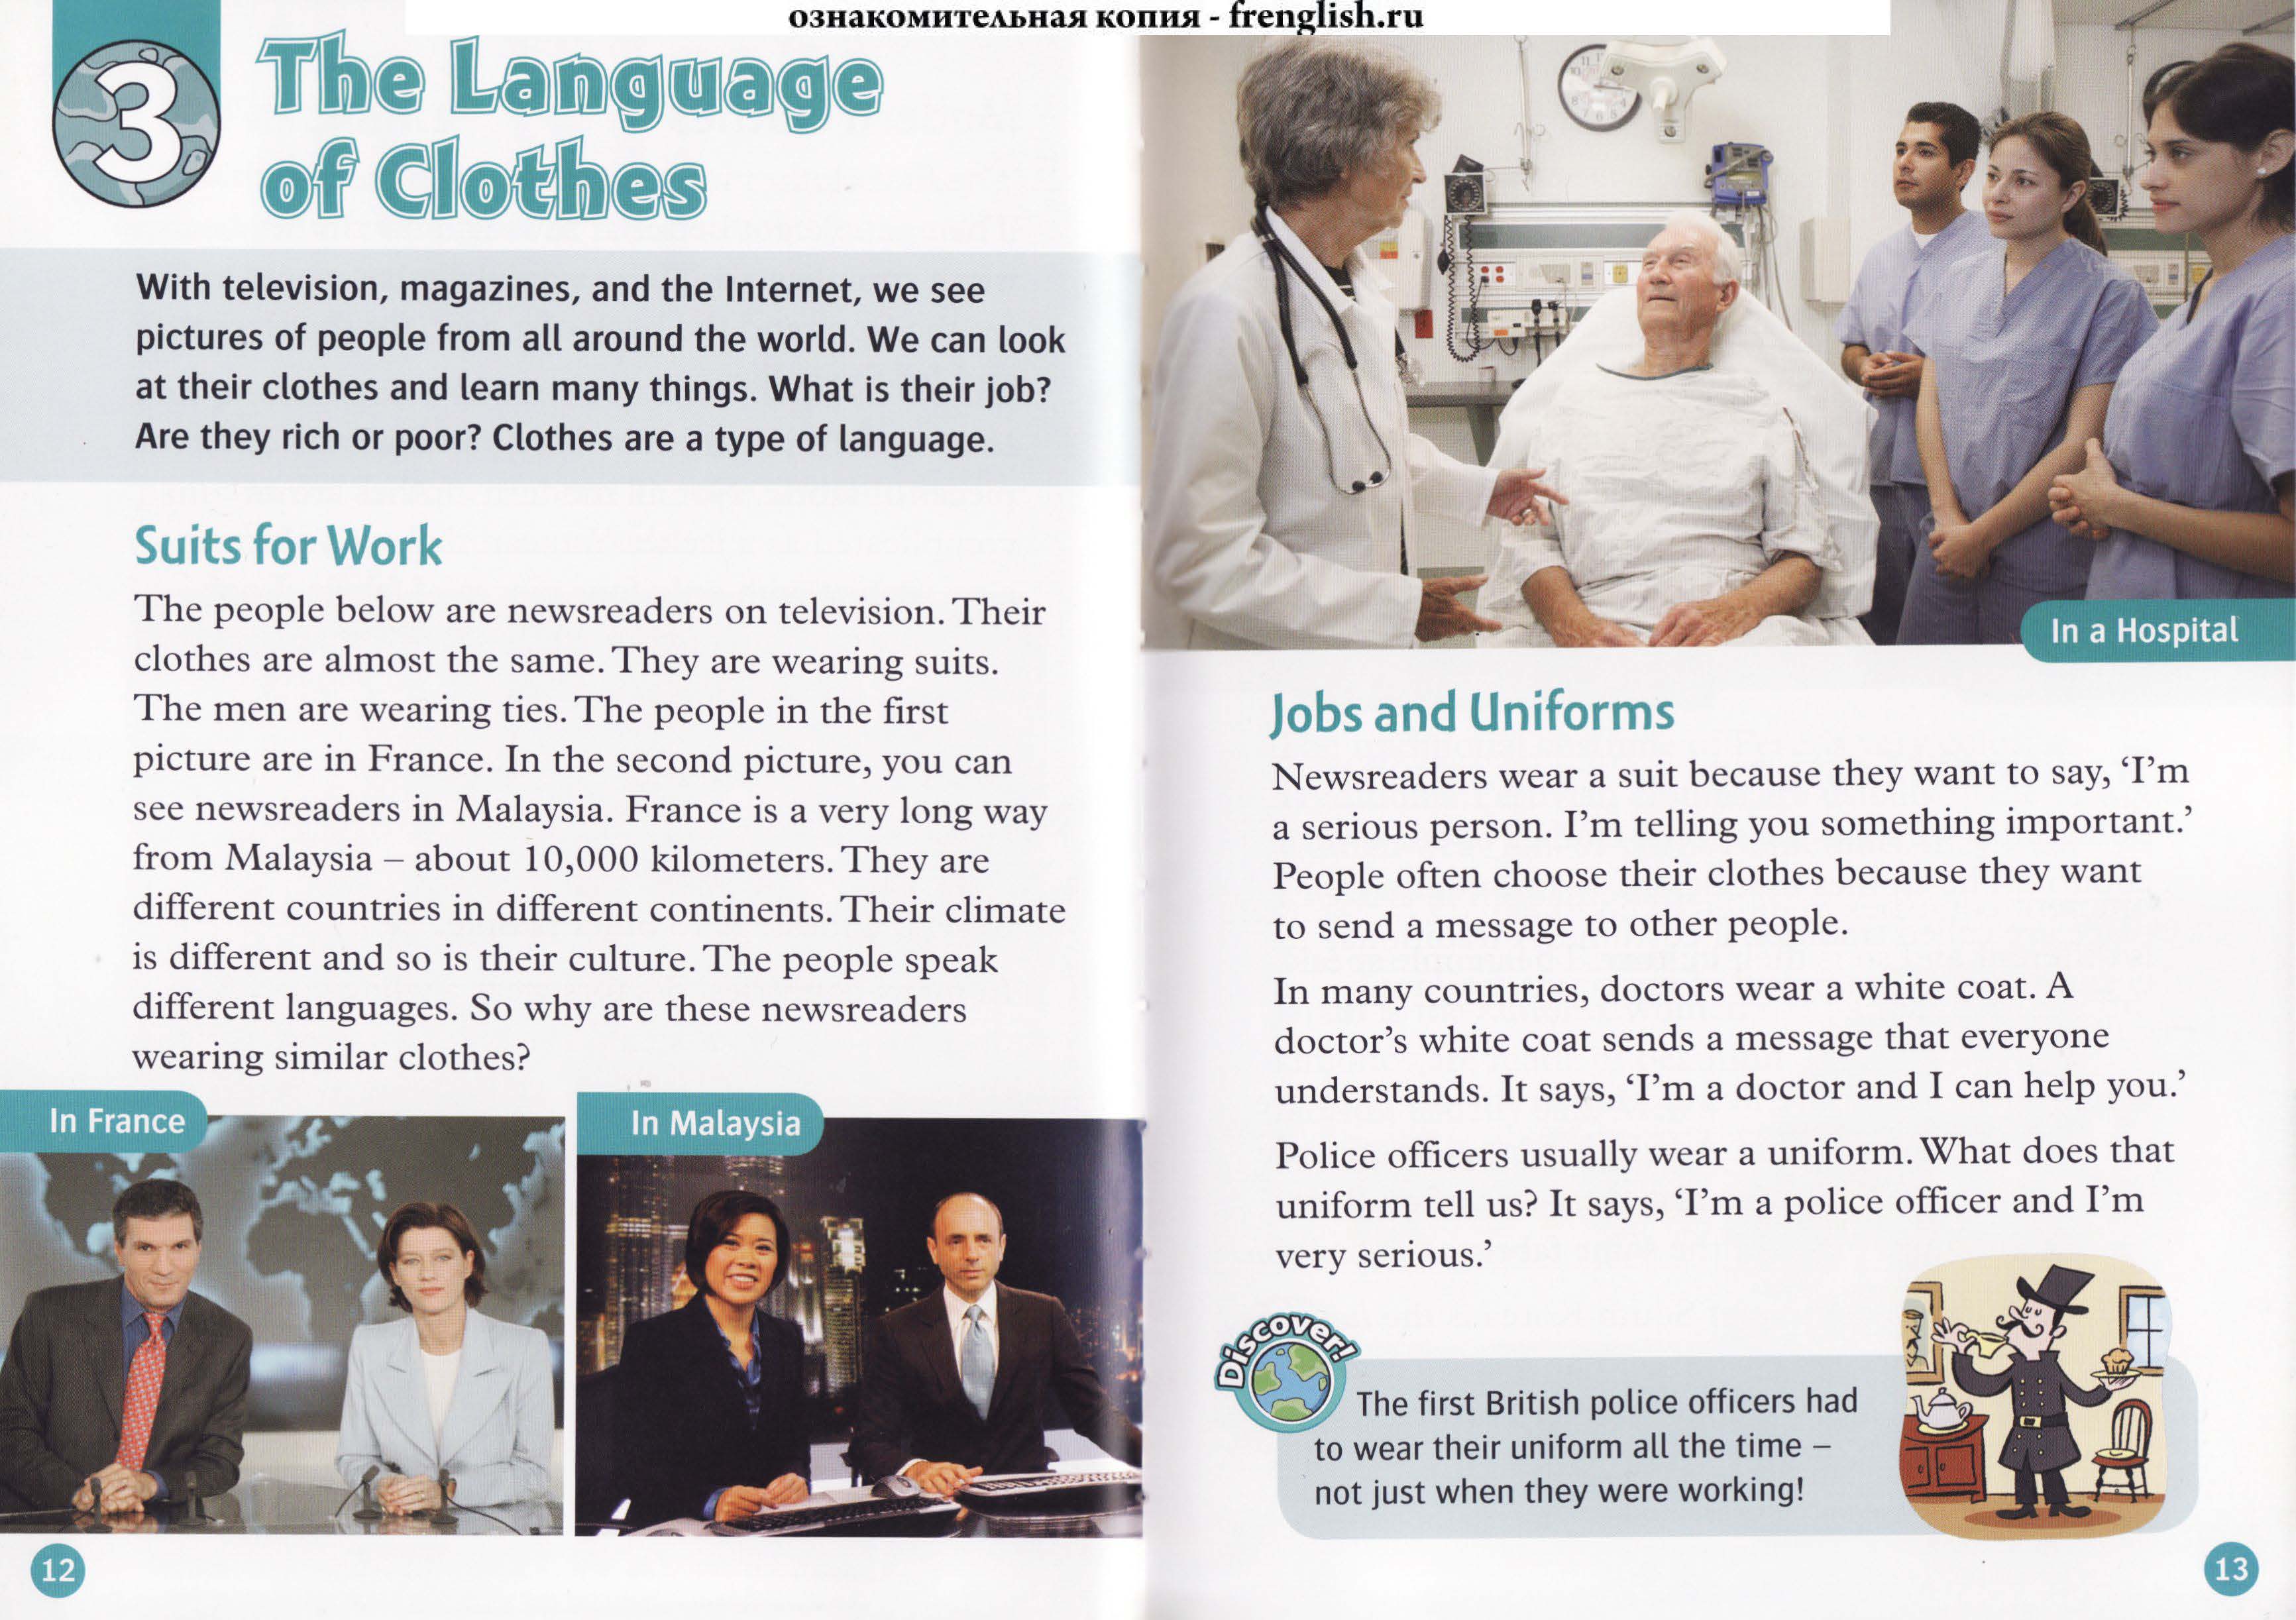 ознакомительная копия - frenglish.ru
3
The Language
of Clothes
With television, magazines, and the Internet, we see
pictures of people from all around the world. We can look
at their clothes and learn many things. What is their job?
Are they rich or poor? Clothes are a type of language.
Suits for Work
The people below are newsreaders on television. Their
clothes are almost the same. They are wearing suits.
The men are wearing ties. The people in the first
picture are in France. In the second picture, you can
see newsreaders in Malaysia. France is a very long way
from Malaysia – about 10,000 kilometers. They are
different countries in different continents. Their climate
is different and so is their culture. The people speak
different languages. So why are these newsreaders
wearing similar clothes?
In France
In Malaysia
12
In a Hospital
Jobs and Uniforms
Newsreaders wear a suit because they want to say, ‘I’m
a serious person. I’m telling you something important.’
People often choose their clothes because they want
to send a message to other people.
In many countries, doctors wear a white coat. A
doctor’s white coat sends a message that everyone
understands. It says, ‘I’m a doctor and I can help you.’
Police officers usually wear a uniform. What does that
uniform tell us? It says, ‘I’m a police officer and I’m
very serious.’
Discover!
The first British police officers had
to wear their uniform all the time –
not just when they were working!
13